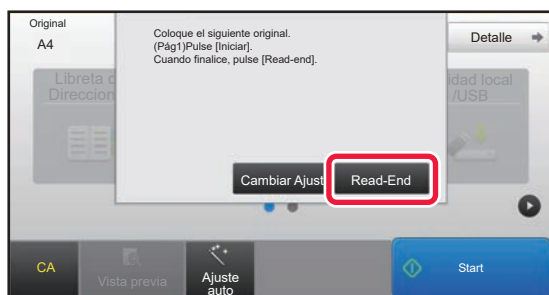 Original
A4
Coloque el siguiente original.
(Pág1)Pulse [Iniciar].
Cuando finalice, pulse [Read-end].
Detalle
Libreta d
Direccion
idad local
/USB
Cambiar Ajust
Read-End
CA
Vista previa
Ajuste
auto
Start